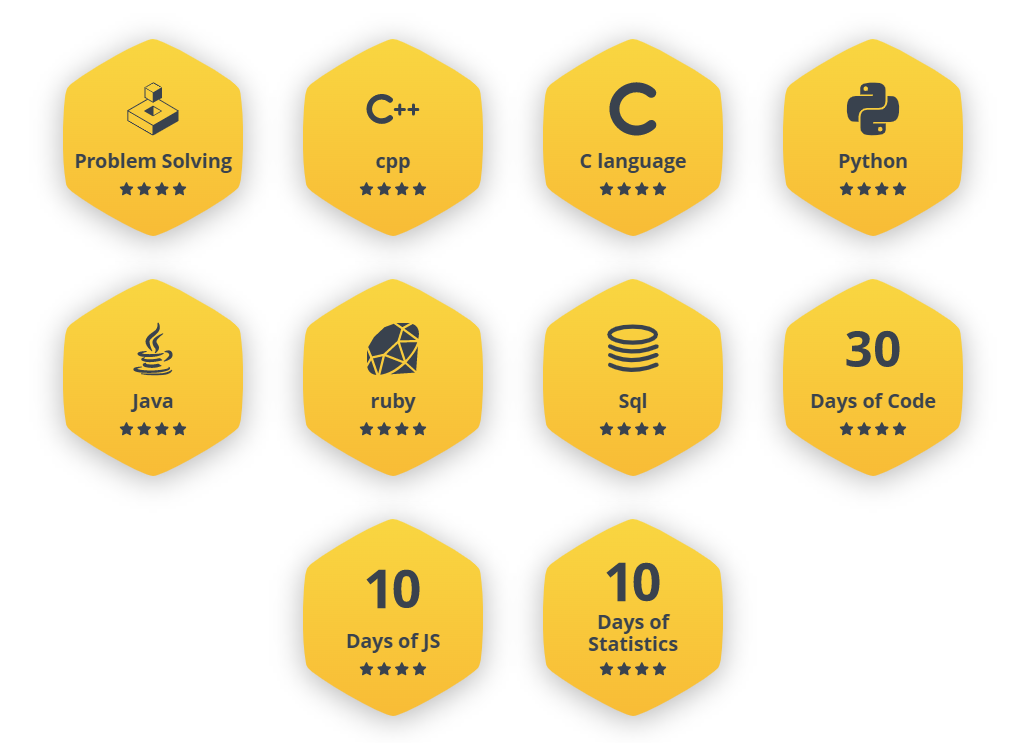 C++
C
Problem Solving
cpp
C language
Python
30
Java
ruby
Sql
Days of Code
10
10
Days of JS
Days of
Statistics